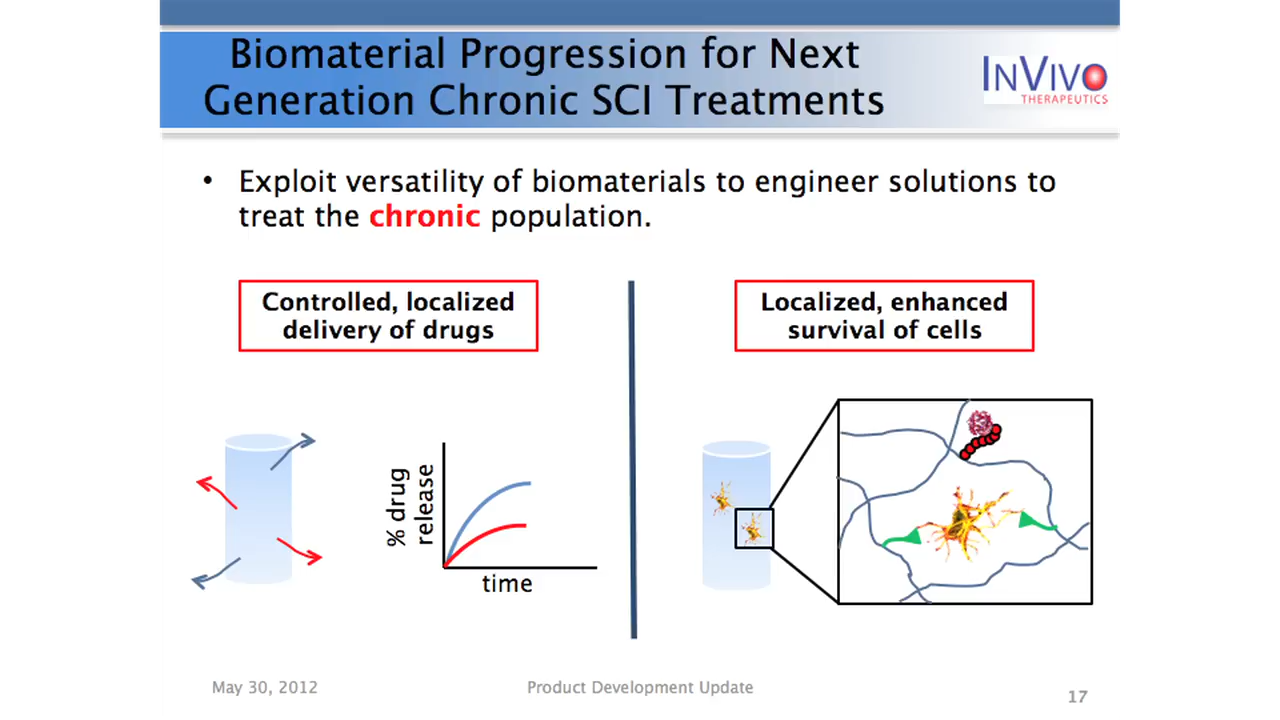 Biomaterial Progression for Next
Generation Chronic SCI Treatments
INVIVO
THERAPEUTICS
• Exploit versatility of biomaterials to engineer solutions to
treat the chronic population.
Controlled, localized
delivery of drugs
% drug
release
time
Localized, enhanced
survival of cells
May 30, 2012
Product Development Update
17